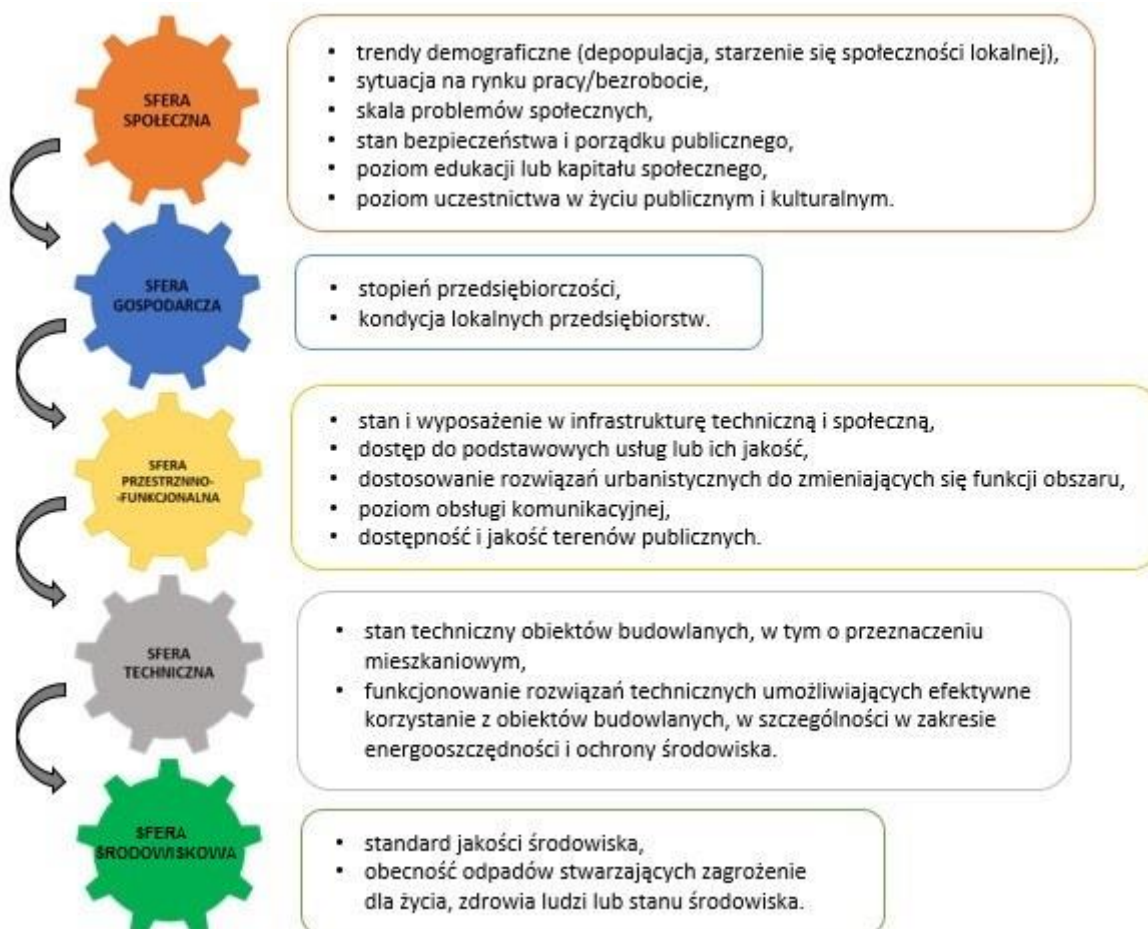 SFERA
SPOŁECZNA
• trendy demograficzne (depopulacja, starzenie się społeczności lokalnej),
• sytuacja na rynku pracy/bezrobocie,
• skala problemów społecznych,
• stan bezpieczeństwa i porządku publicznego,
• poziom edukacji lub kapitału społecznego,
• poziom uczestnictwa w życiu publicznym i kulturalnym.
SFERA
GOSPODARCZA
• stopień przedsiębiorczości,
• kondycja lokalnych przedsiębiorstw.
SFERA
PRZESTRZNNO-
-FUNKCJONALNA
• stan i wyposażenie w infrastrukturę techniczną i społeczną,
• dostęp do podstawowych usług lub ich jakość,
• dostosowanie rozwiązań urbanistycznych do zmieniających się funkcji obszaru,
• poziom obsługi komunikacyjnej,
• dostępność i jakość terenów publicznych.
SFERA
TECHNICZNA
• stan techniczny obiektów budowlanych, w tym o przeznaczeniu
mieszkaniowym,
• funkcjonowanie rozwiązań technicznych umożliwiających efektywne
korzystanie z obiektów budowlanych, w szczególności w zakresie
energooszczędności i ochrony środowiska.
SFERA
ŚRODOWISKOWA
• standard jakości środowiska,
• obecność odpadów stwarzających zagrożenie
dla życia, zdrowia ludzi lub stanu środowiska.